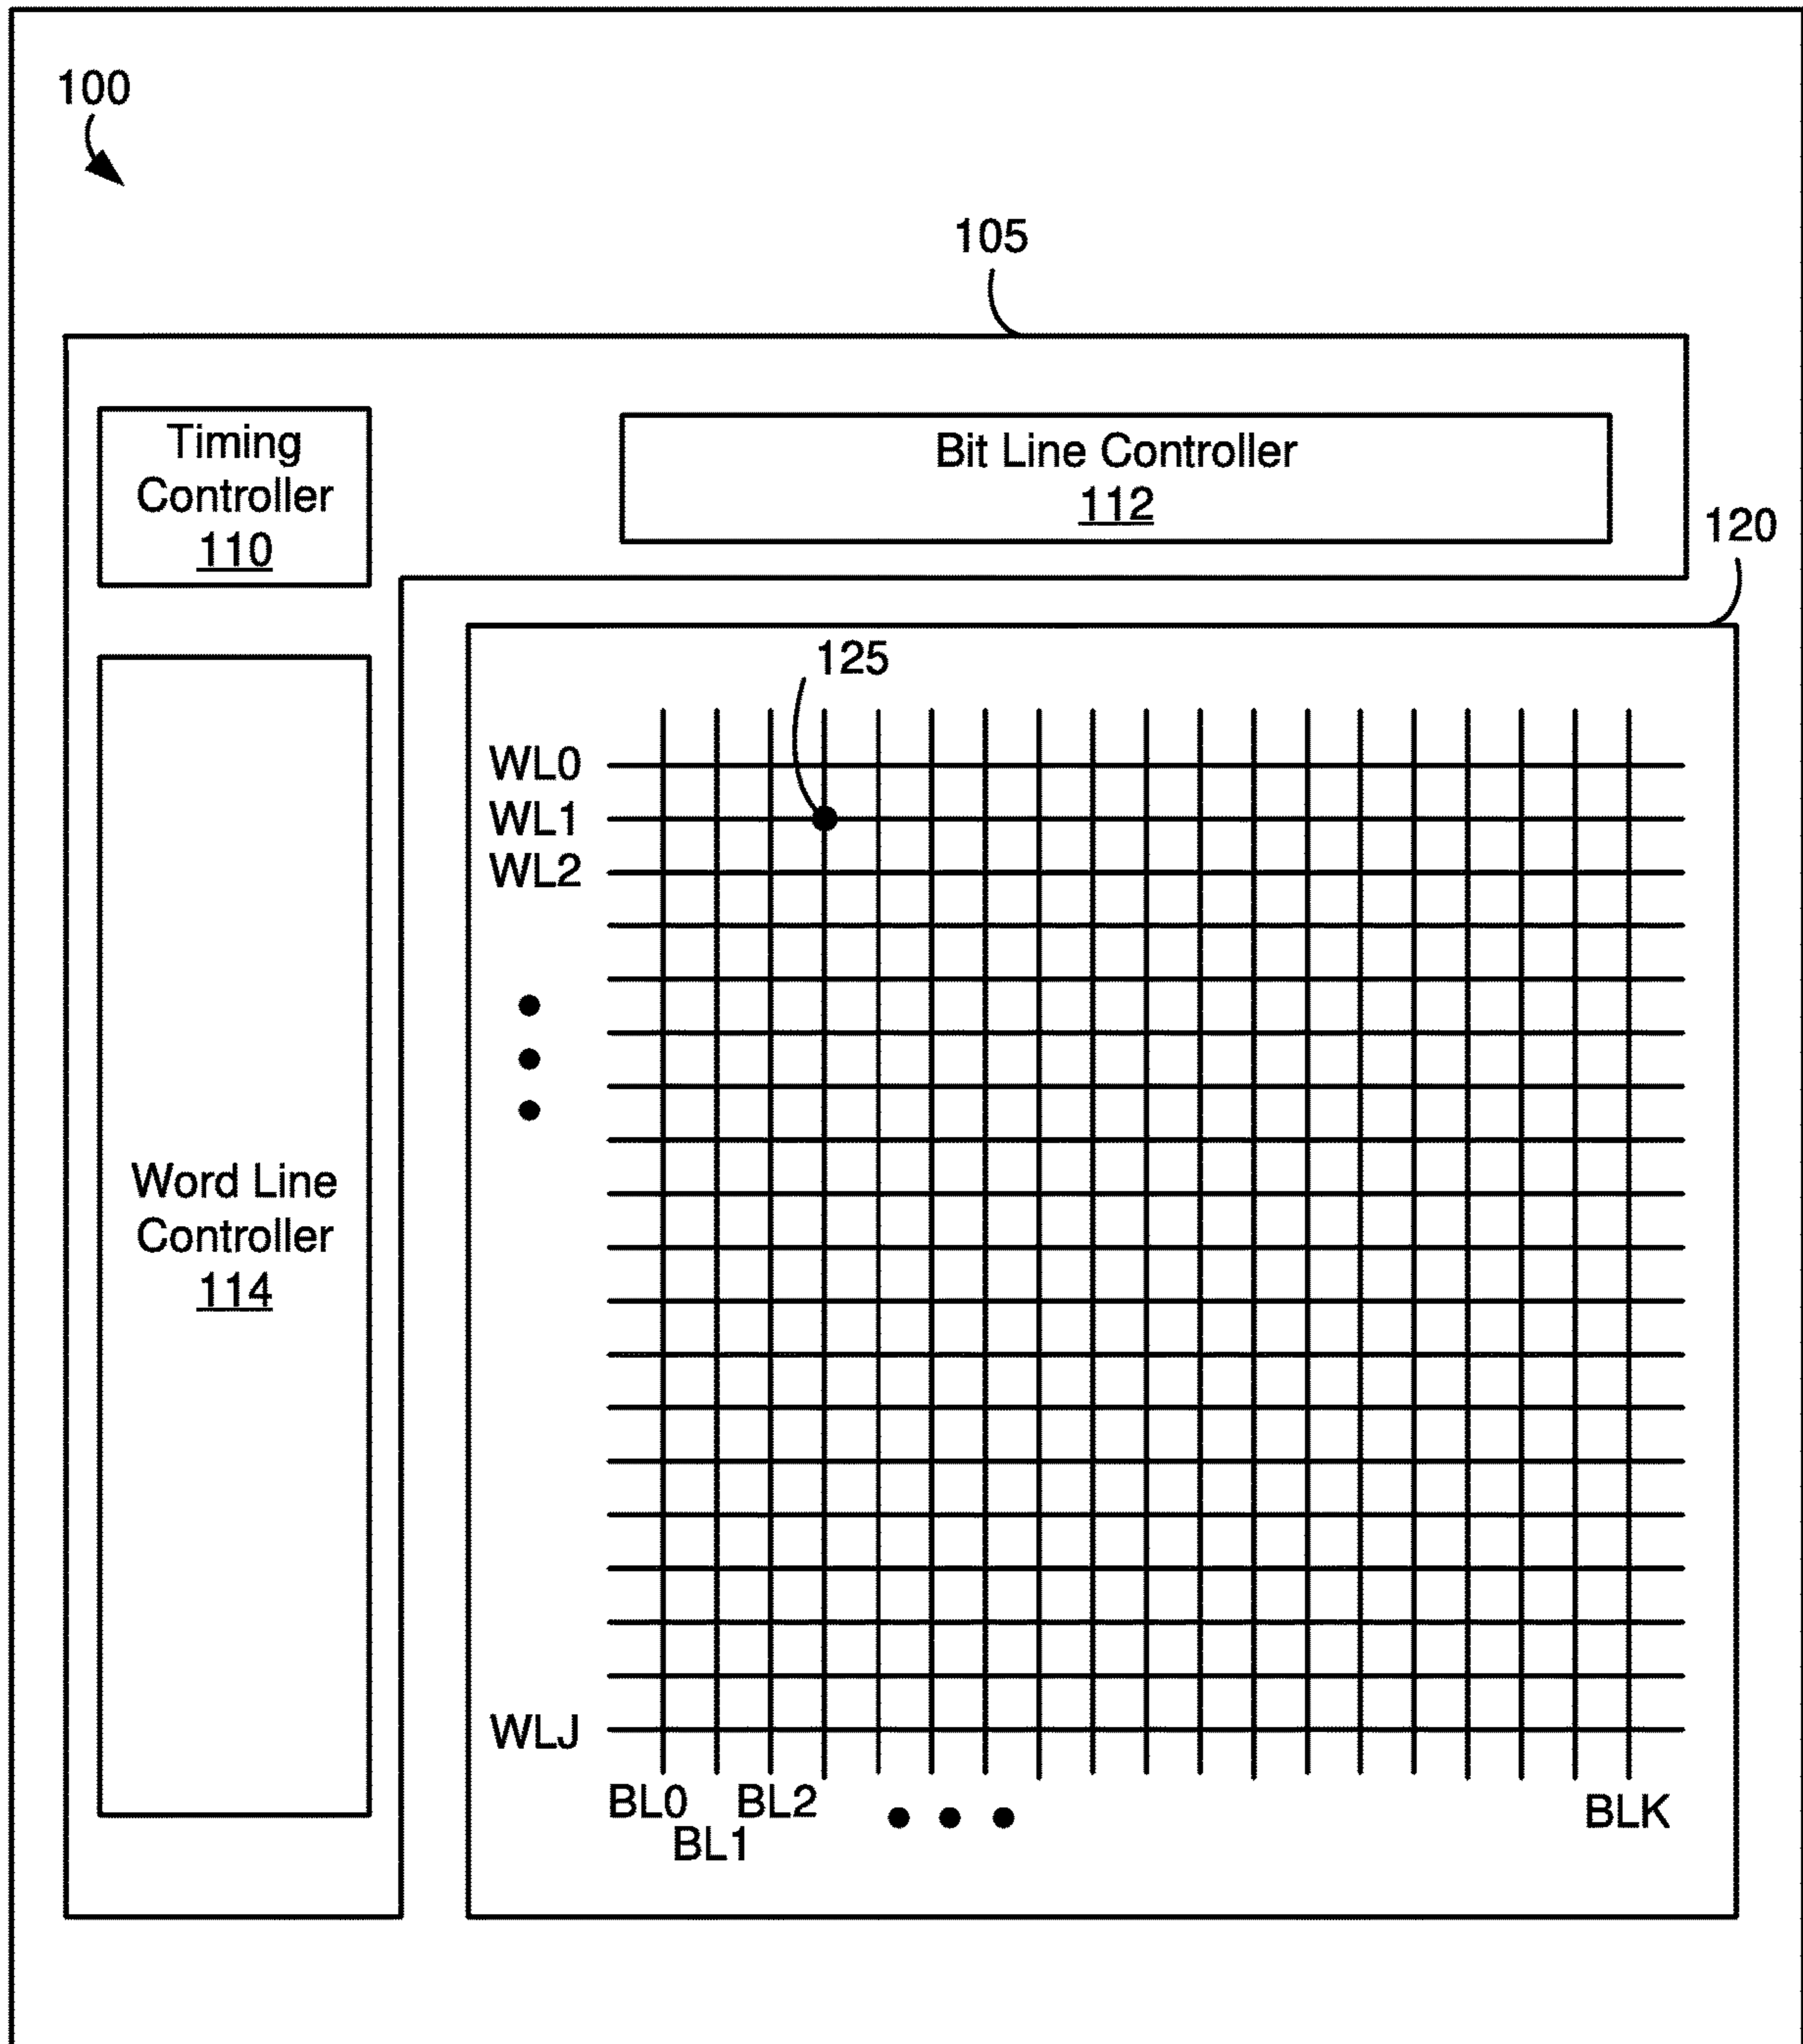 100
105
Timing
Controller
110
Bit Line Controller
112
120
125
WL0
WL1
WL2
Word Line
Controller
114
WLJ
BL0
BL1
BL2
BLK